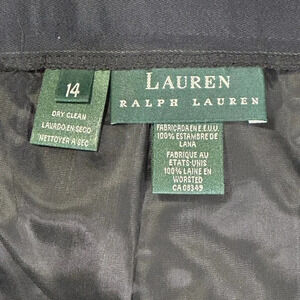 14
DRY CLEAN
LAVADO EN SECO
NETTOYER A SEC
LAUREN
RALPH LAUREN
FABRICADA EN E.E.U.U.
100% ESTAMBRE DE
LANA
FABRIQUE AU
ETATS-UNIS
100% LAINE EN
WORSTED
CA 08349